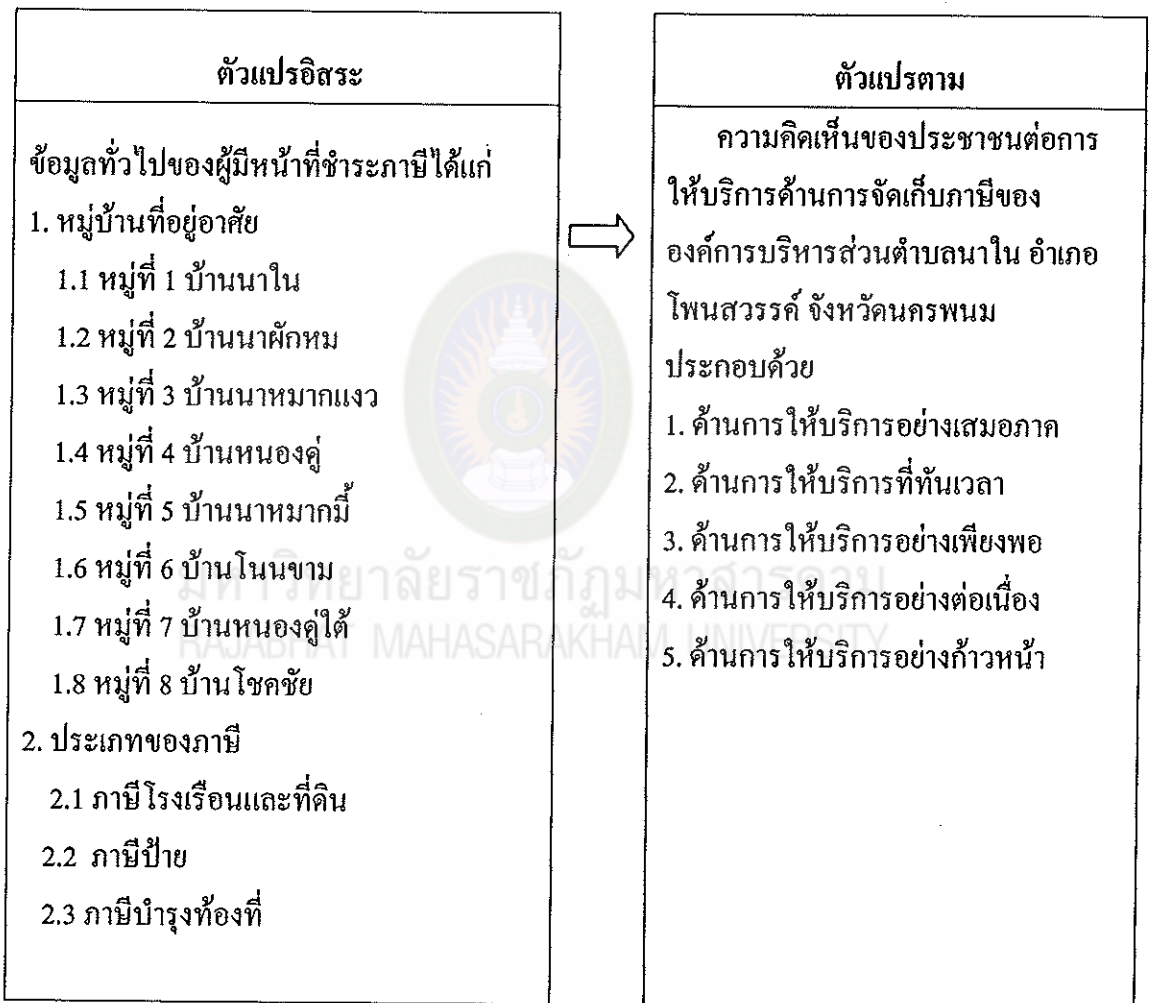 ตัวแปรอิสระ
ข้อมูลทั่วไปของผู้มีหน้าที่ชำระภาษีได้แก่
1. หมู่บ้านที่อยู่อาศัย
1.1 หมู่ที่ 1 บ้านนาใน
1.2 หมู่ที่ 2 บ้านนาผักหม
1.3 หมู่ที่ 3 บ้านนาหมากแงว
1.4 หมู่ที่ 4 บ้านหนองคู่
1.5 หมู่ที่ 5 บ้านนาหมากมี้
1.6 หมู่ที่ 6 บ้านโนนขาม
1.7 หมู่ที่ 7 บ้านหนองคู่ใต้
1.8 หมู่ที่ 8 บ้านโชคชัย
2. ประเภทของภาษี
2.1 ภาษีโรงเรือนและที่ดิน
2.2 ภาษีป้าย
2.3 ภาษีบำรุงท้องที่
ตัวแปรตาม
ความคิดเห็นของประชาชนต่อการ
ให้บริการด้านการจัดเก็บภาษีของ
องค์การบริหารส่วนตำบลนาใน อำเภอ
โพนสวรรค์ จังหวัดนครพนม
ประกอบด้วย
1. ด้านการให้บริการอย่างเสมอภาค
2. ด้านการให้บริการที่ทันเวลา
3. ด้านการให้บริการอย่างเพียงพอ
4. ด้านการให้บริการอย่างต่อเนื่อง
5. ด้านการให้บริการอย่างก้าวหน้า
มหาวิทยาลัยราชภัฏมหาสารคาม
RAJABHAT MAHASARAKHAM UNIVERSITY